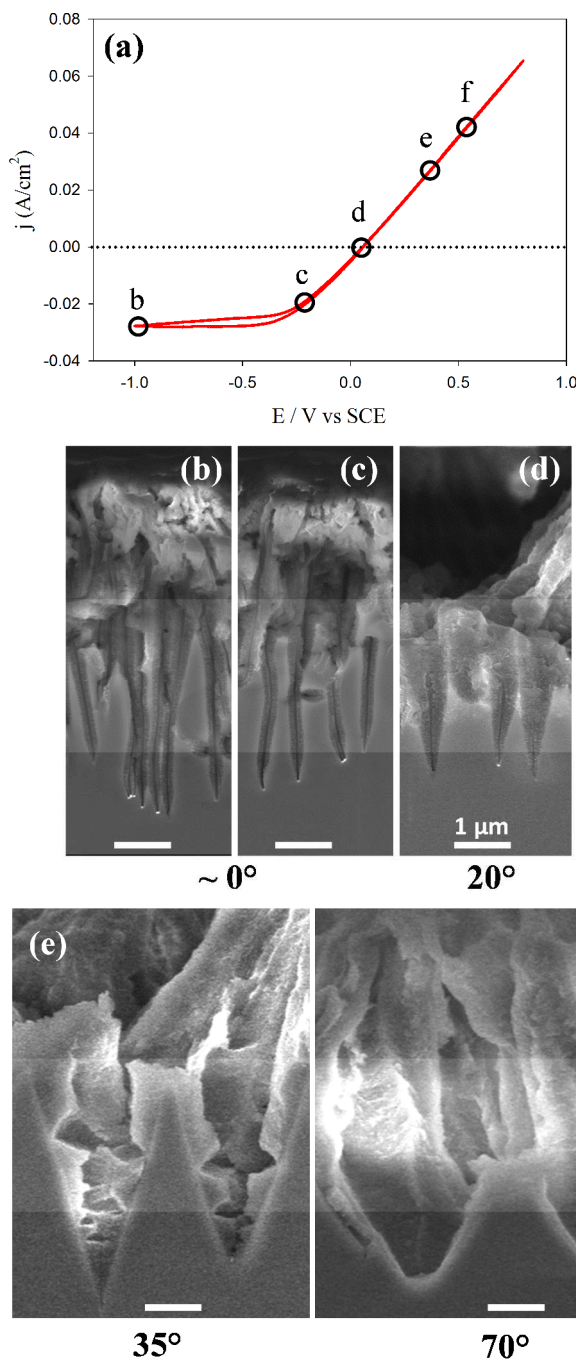 (a)
0.08
0.06
0.04
0.02
0.00
-0.02
-0.04
j (A/cm²)
b
c
d
e
f
-1.0 -0.5 0.0 0.5 1.0
E / V vs SCE
(b) (c) (d)
1 µm
~ 0° 20°
(e)
35° 70°